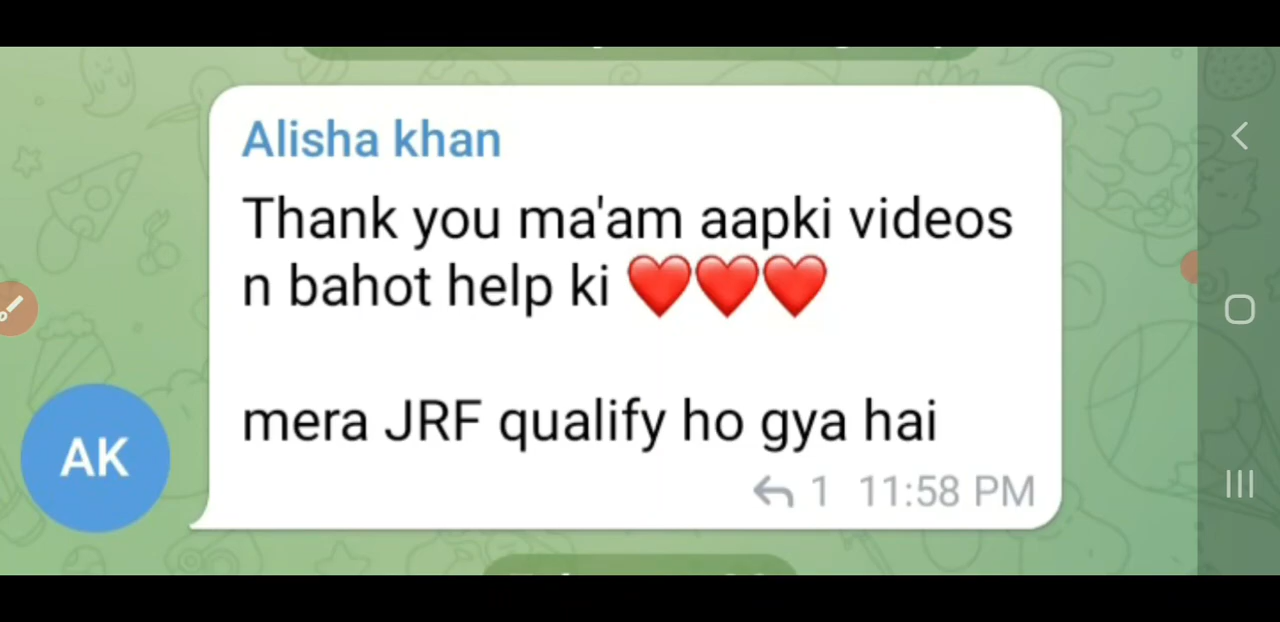 Alisha khan
Thank you ma'am aapki videos
n bahot help ki ❤️❤️❤️
mera JRF qualify ho gya hai
1 11:58 PM
AK